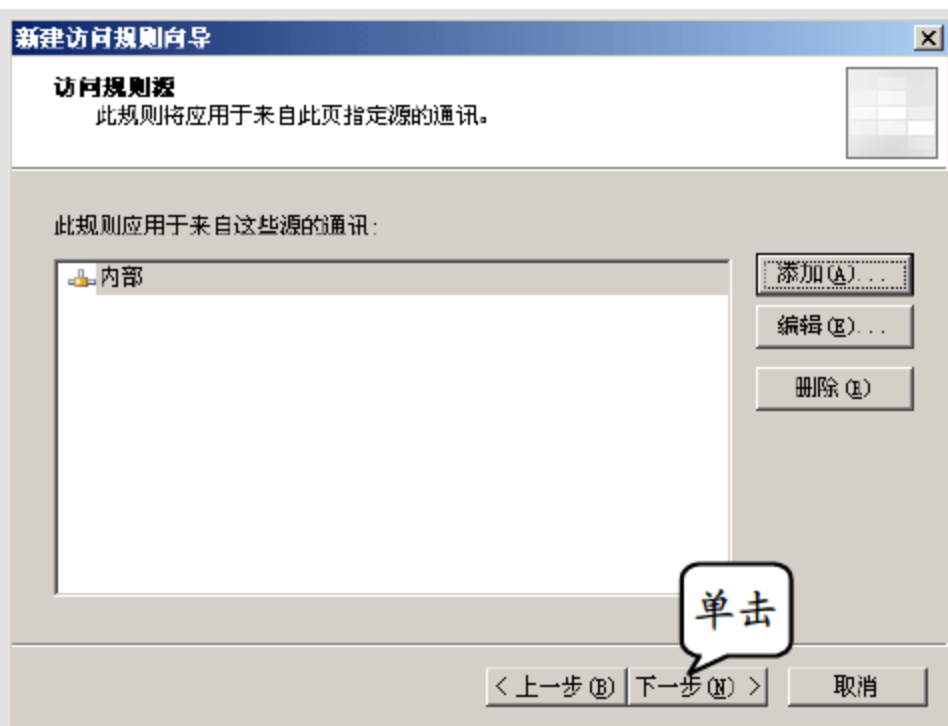 新建访问规则向导
访问规则源
此规则将应用于来自此页指定源的通讯。
此规则应用于来自这些源的通讯:
内部
添加(A)...
编辑(E)...
删除(R)
单击
< 上一步(B) 下一步(N) > 取消